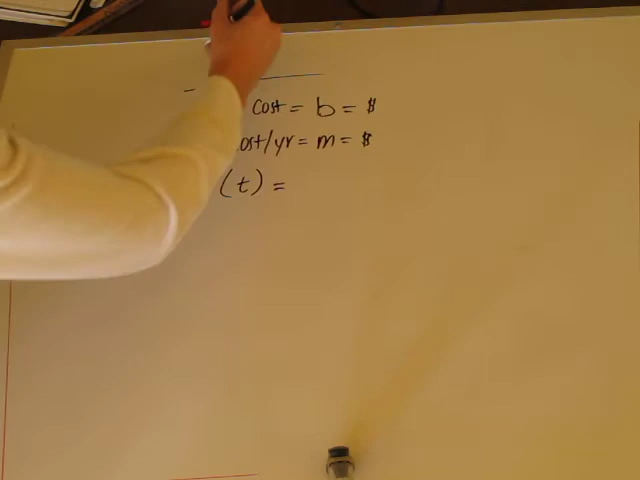 cost = b = $
ost/yr = m = $
(t) =